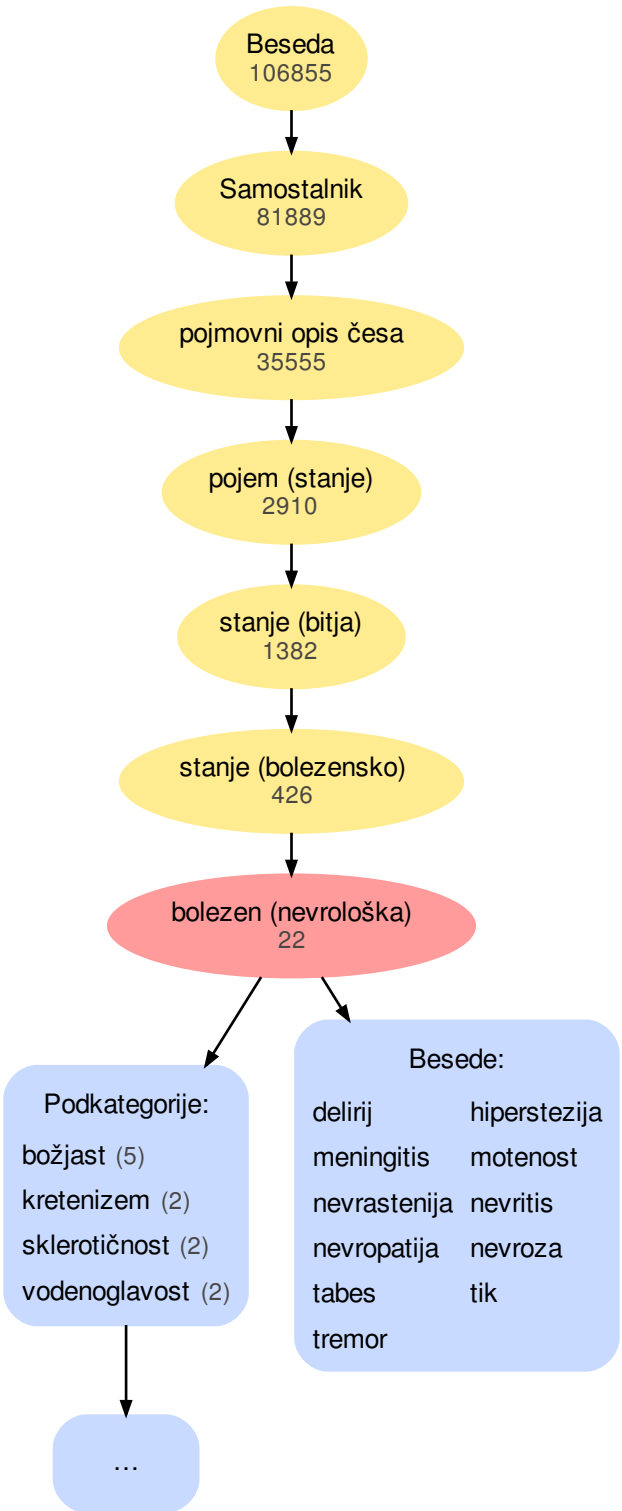 Beseda
106855
Samostalnik
81889
pojmovni opis česa
35555
pojem (stanje)
2910
stanje (bitja)
1382
stanje (bolezensko)
426
bolezen (nevrološka)
22
Podkategorije:
božjast (5)
kretenizem (2)
sklerotičnost (2)
vodenoglavost (2)
...
Besede:
delirij hiperstezija
meningitis motenost
nevrastenija nevritis
nevropatija nevroza
tabes tik
tremor